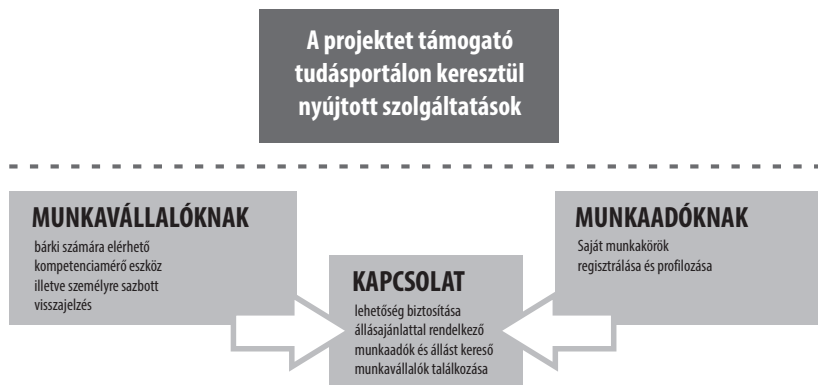 A projektet támogató
tudásportálon keresztül
nyújtott szolgáltatások
MUNKAVÁLLALÓKNAK
bárki számára elérhető
kompetenciamérő eszköz
illetve személyre sazbott
visszajelzés
KAPCSOLAT
lehetőség biztosítása
állásajánlattal rendelkező
munkaadók és állást kereső
munkavállalók találkozása
MUNKAADÓKNAK
Saját munkakörök
regisztrálása és profilozása